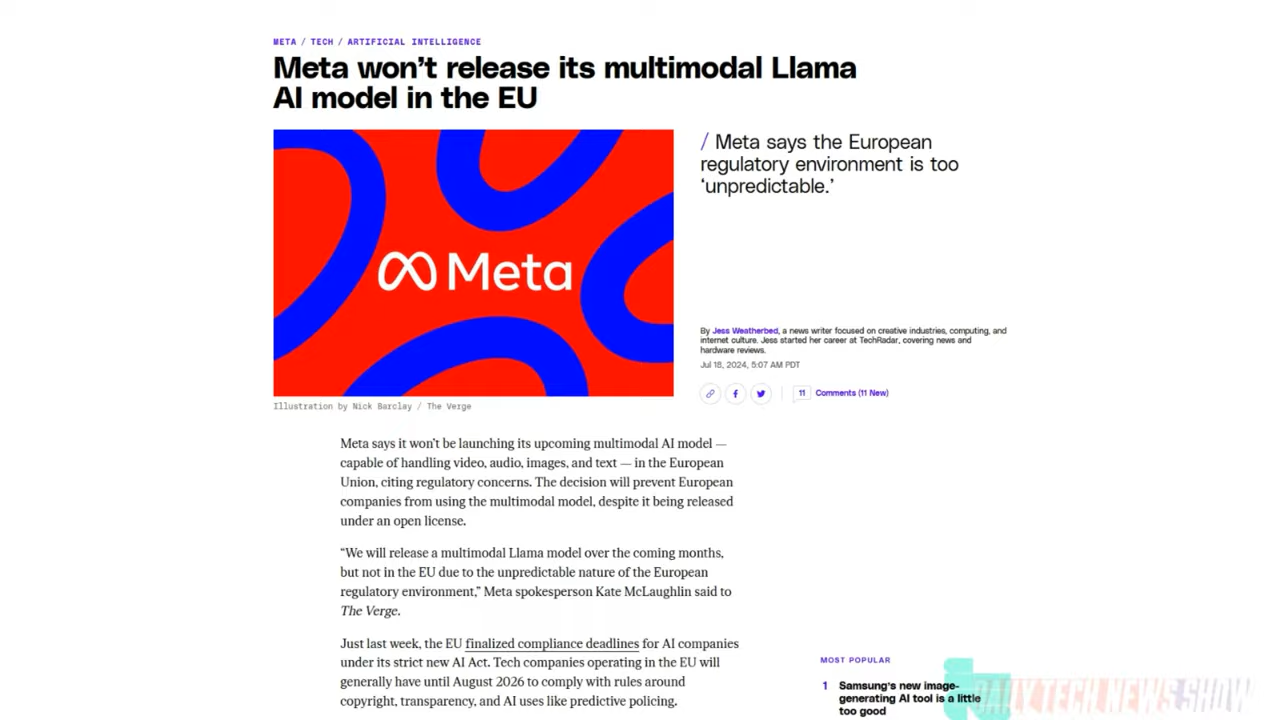 META / TECH / ARTIFICIAL INTELLIGENCE
Meta won’t release its multimodal Llama
AI model in the EU
Meta
/ Meta says the European
regulatory environment is too
‘unpredictable.’
By Jess Weatherbed, a news writer focused on creative industries, computing, and
internet culture. Jess started her career at TechRadar, covering news and
hardware reviews.
Jul 18, 2024, 5:07 AM PDT
11 Comments (11 New)
Illustration by Nick Barclay / The Verge
Meta says it won’t be launching its upcoming multimodal AI model —
capable of handling video, audio, images, and text — in the European
Union, citing regulatory concerns. The decision will prevent European
companies from using the multimodal model, despite it being released
under an open license.
“We will release a multimodal Llama model over the coming months,
but not in the EU due to the unpredictable nature of the European
regulatory environment,” Meta spokesperson Kate McLaughlin said to
The Verge.
Just last week, the EU finalized compliance deadlines for AI companies
under its strict new AI Act. Tech companies operating in the EU will
generally have until August 2026 to comply with rules around
copyright, transparency, and AI uses like predictive policing.
MOST POPULAR
1 Samsung’s new image-
generating AI tool is a little
too good
DAILY TECH NEWS SHOW